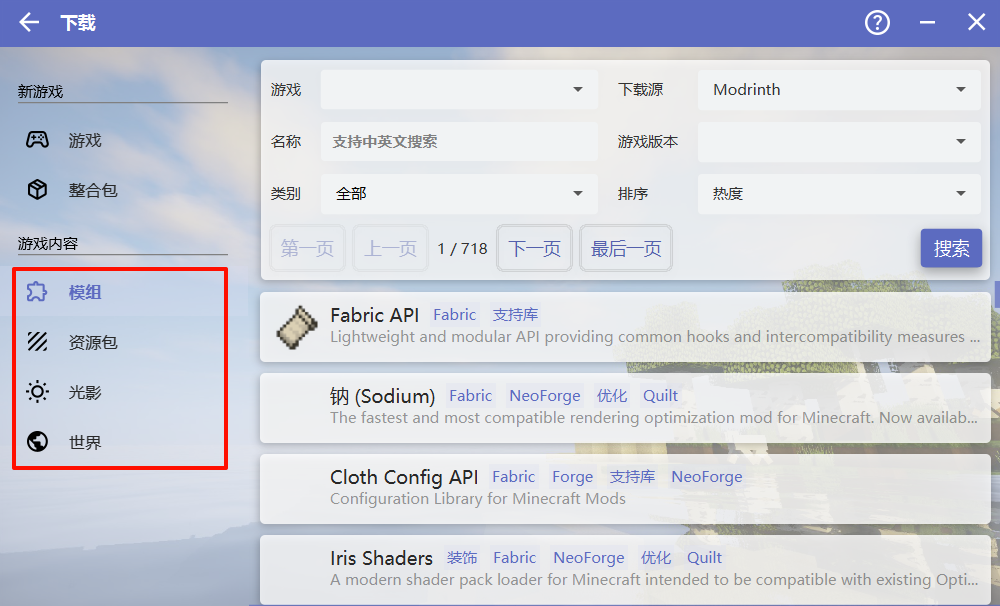 下载
新游戏
游戏
整合包
游戏内容
模组
资源包
光影
世界
游戏
下载源 Modrinth
名称 支持中英文搜索
游戏版本
类别 全部
排序 热度
第一页 上一页 1 / 718 下一页 最后一页 搜索
Fabric API Fabric 支持库
Lightweight and modular API providing common hooks and intercompatibility measures ...
钠 (Sodium) Fabric NeoForge 优化 Quilt
The fastest and most compatible rendering optimization mod for Minecraft. Now availab...
Cloth Config API Fabric Forge 支持库 NeoForge
Configuration Library for Minecraft Mods
Iris Shaders 装饰 Fabric NeoForge 优化 Quilt
A modern shader pack loader for Minecraft intended to be compatible with existing Opti...